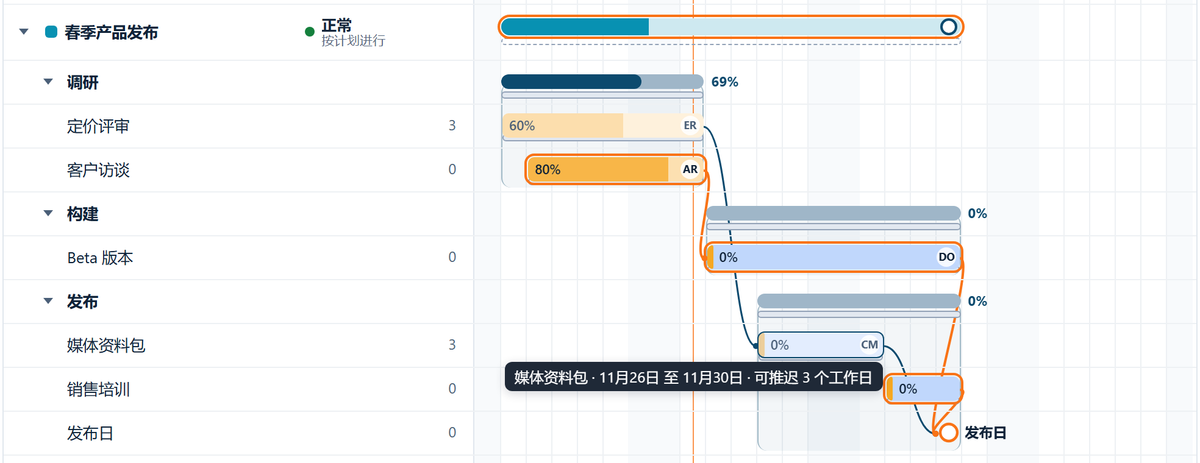 春季产品发布
正常
按计划进行
调研
69%
定价评审 3
60% ER
客户访谈 0
80% AR
构建
0%
Beta 版本 0
0% DO
发布
0%
媒体资料包 3
0% CM
媒体资料包 · 11月26日 至 11月30日 · 可推迟 3 个工作日
销售培训 0
0%
发布日 0
发布日